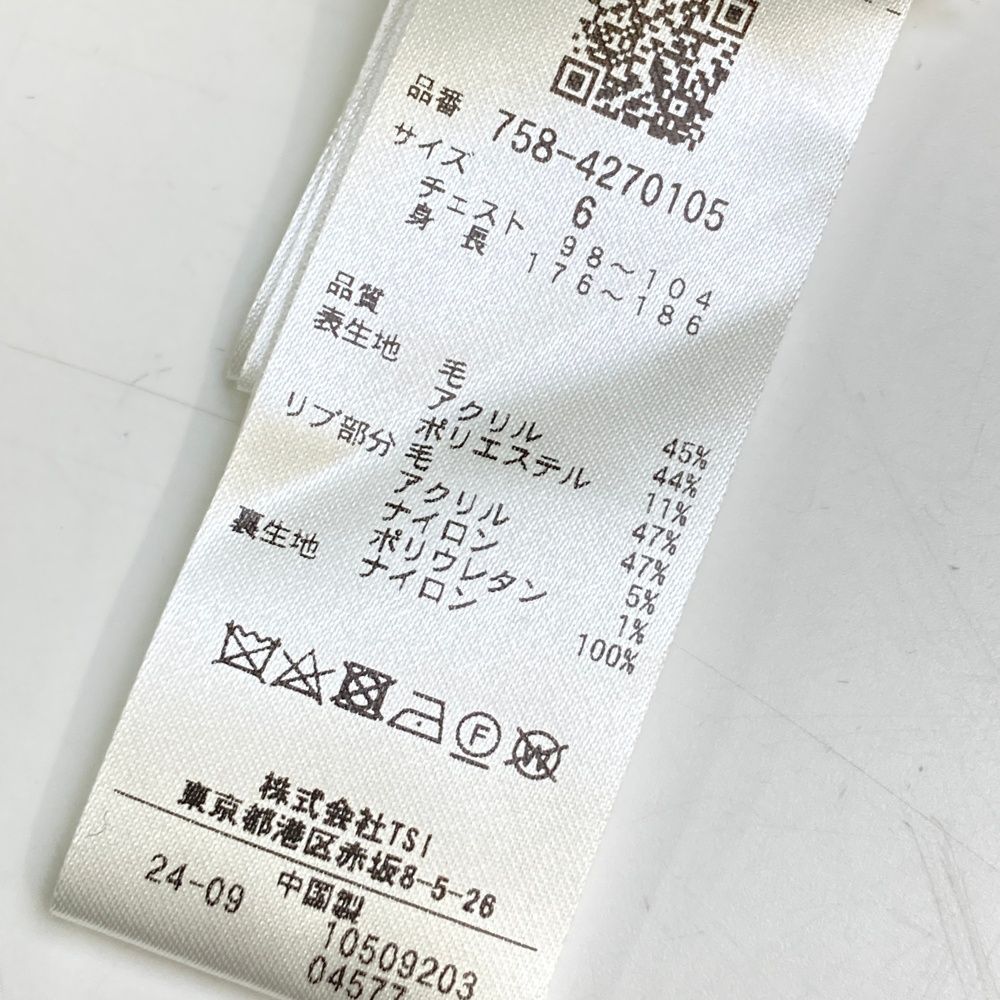 品番 758-4270105
サイズ 6
チェスト 98～104
身長 176～186
品質
表生地 毛 45%
アクリル 44%
ポリエステル 11%
リブ部分 毛 47%
アクリル 47%
ナイロン 5%
ポリウレタン 1%
裏生地 ナイロン 100%
F
W
株式会社TSI
東京都港区赤坂8-5-26
24-09 中国製
10509203
04577